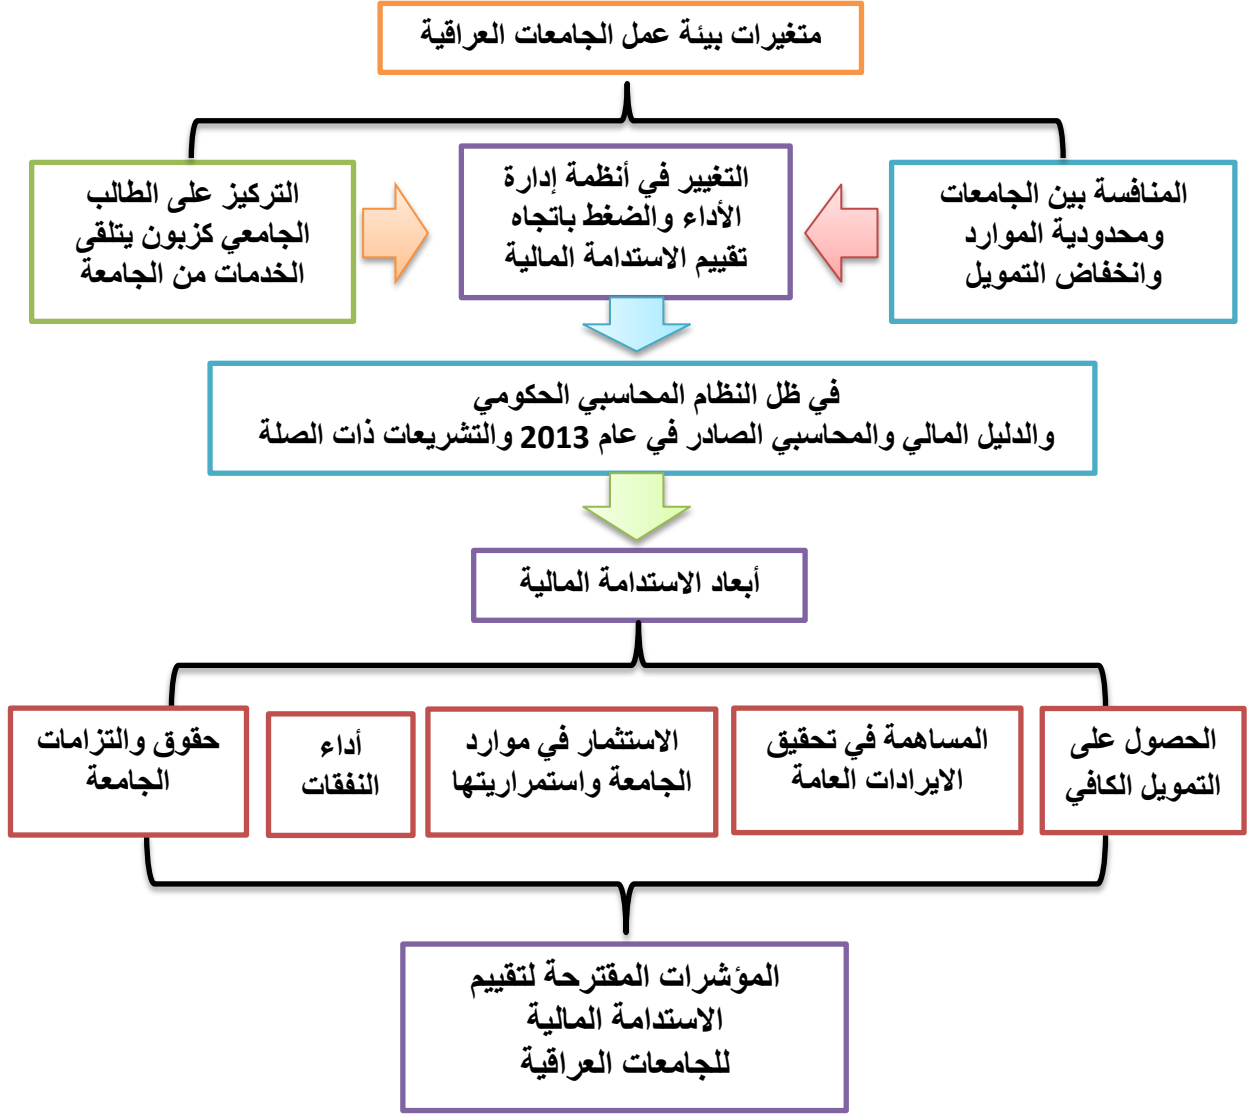 متغيرات بيئة عمل الجامعات العراقية
المنافسة بين الجامعات
ومحدودية الموارد
وانخفاض التمويل
التغيير في أنظمة إدارة
الأداء والضغط باتجاه
تقييم الاستدامة المالية
التركيز على الطالب
الجامعي كزبون يتلقى
الخدمات من الجامعة
في ظل النظام المحاسبي الحكومي
والدليل المالي والمحاسبي الصادر في عام 2013 والتشريعات ذات الصلة
أبعاد الاستدامة المالية
الحصول على
التمويل الكافي
المساهمة في تحقيق
الايرادات العامة
الاستثمار في موارد
الجامعة واستمراريتها
أداء
النفقات
حقوق والتزامات
الجامعة
المؤشرات المقترحة لتقييم
الاستدامة المالية
للجامعات العراقية